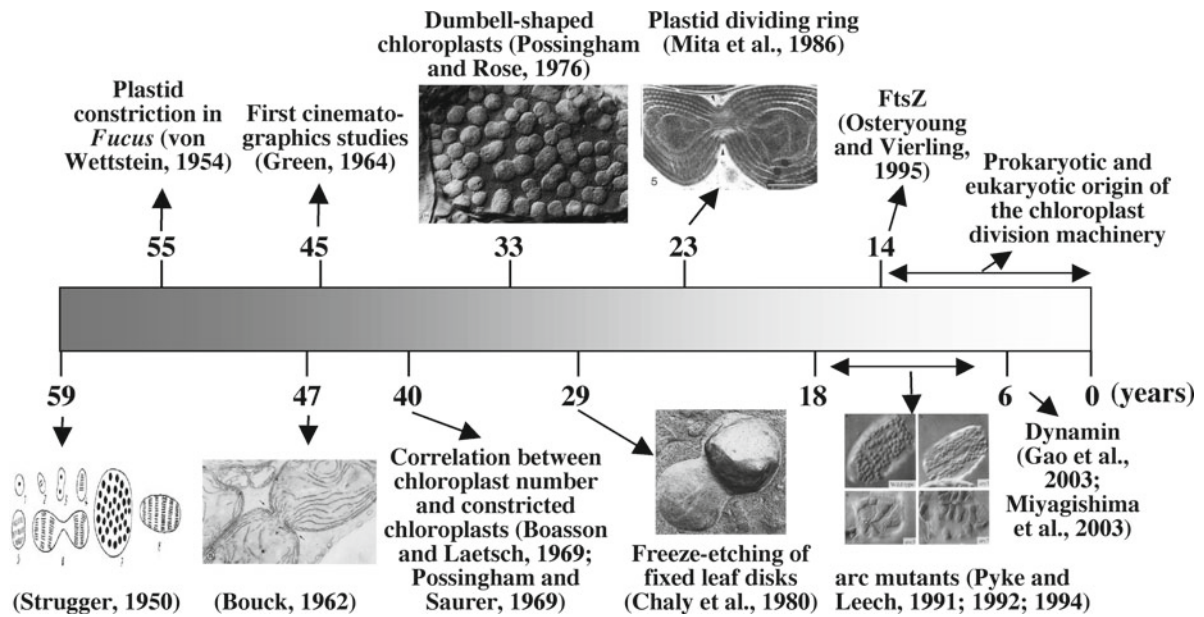 Dumbell-shaped
chloroplasts (Possingham
and Rose, 1976)
Plastid dividing ring
(Mita et al., 1986)
Plastid
constriction in
Fucus (von
Wettstein, 1954)
First cinemato-
graphics studies
(Green, 1964)
5
FtsZ
(Osteryoung
and Vierling,
1995)
Prokaryotic and
eukaryotic origin of
the chloroplast
division machinery
55
45
33
23
14
59
47
40
29
18
6
0 (years)
(Strugger, 1950)
(Bouck, 1962)
Correlation between
chloroplast number
and constricted
chloroplasts (Boasson
and Laetsch, 1969;
Possingham and
Saurer, 1969)
Freeze-etching of
fixed leaf disks
(Chaly et al., 1980)
arc mutants (Pyke and
Leech, 1991; 1992; 1994)
Dynamin
(Gao et al.,
2003;
Miyagishima
et al., 2003)